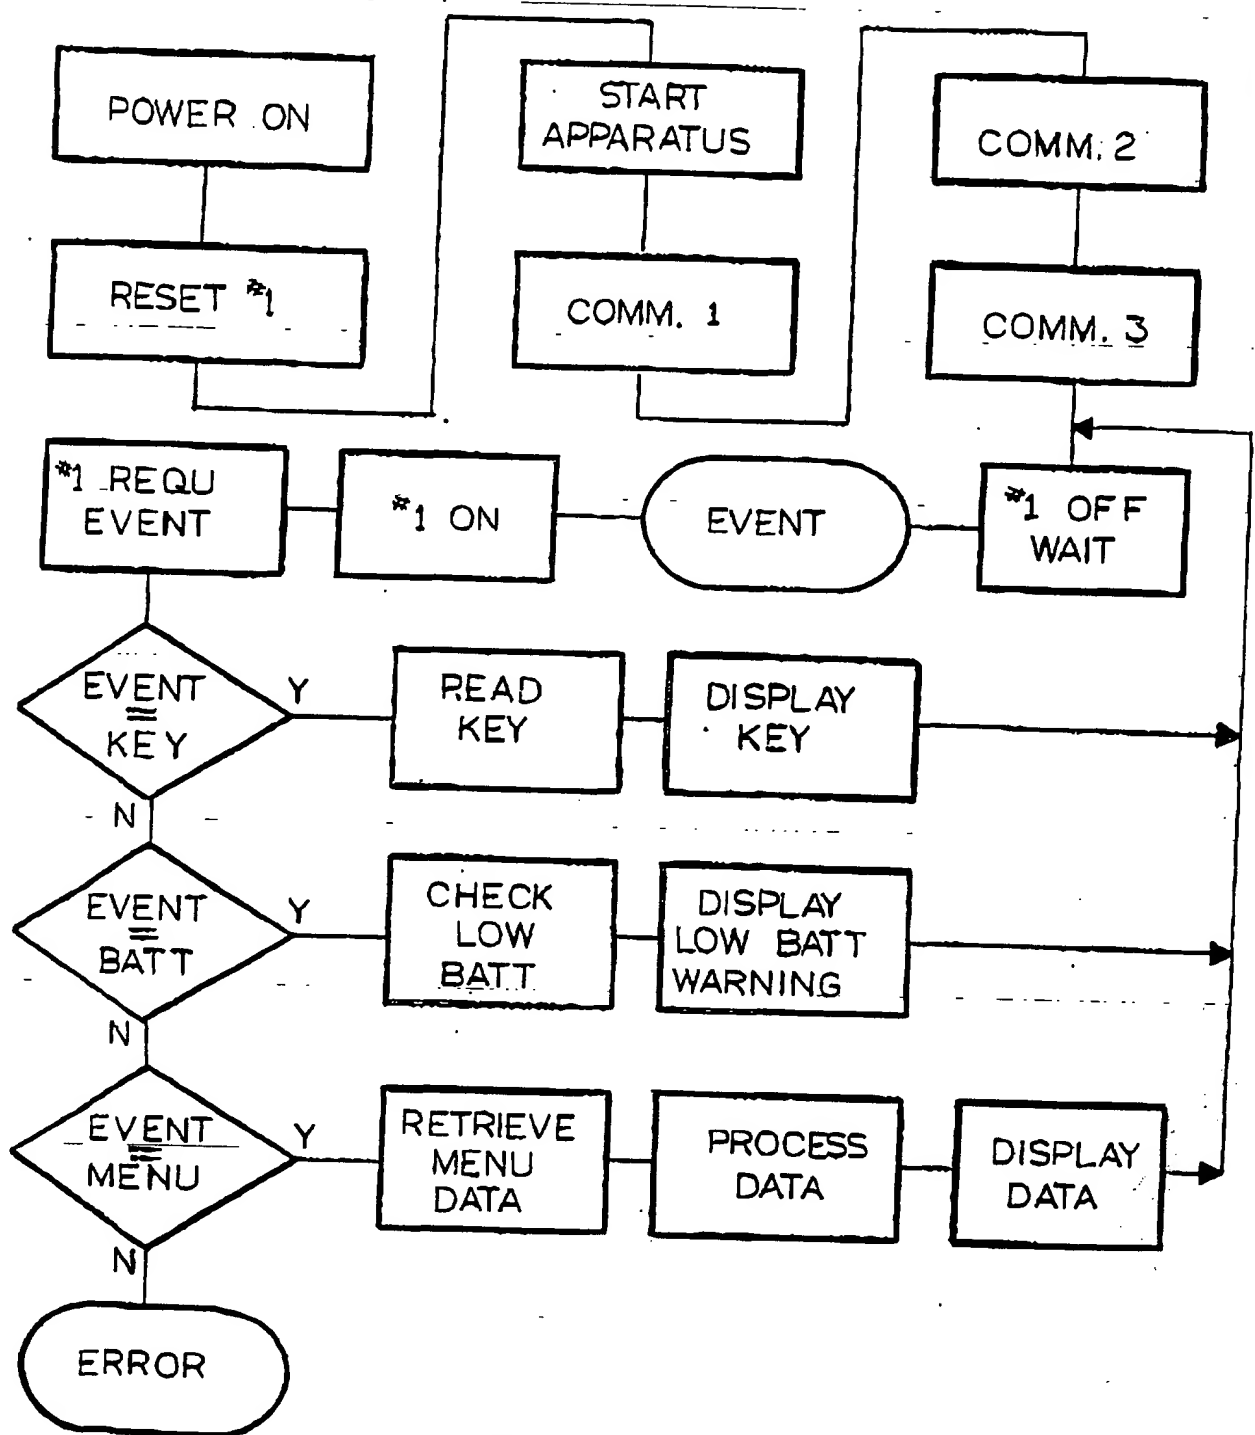 POWER ON
RESET #1
START
APPARATUS
COMM. 1
COMM. 2
COMM. 3
#1 OFF
WAIT
EVENT
#1 ON
#1 REQU
EVENT
EVENT
=
KEY
Y
READ
KEY
DISPLAY
KEY
N
EVENT
=
BATT
Y
CHECK
LOW
BATT
DISPLAY
LOW BATT
WARNING
N
EVENT
=
MENU
Y
RETRIEVE
MENU
DATA
PROCESS
DATA
DISPLAY
DATA
N
ERROR